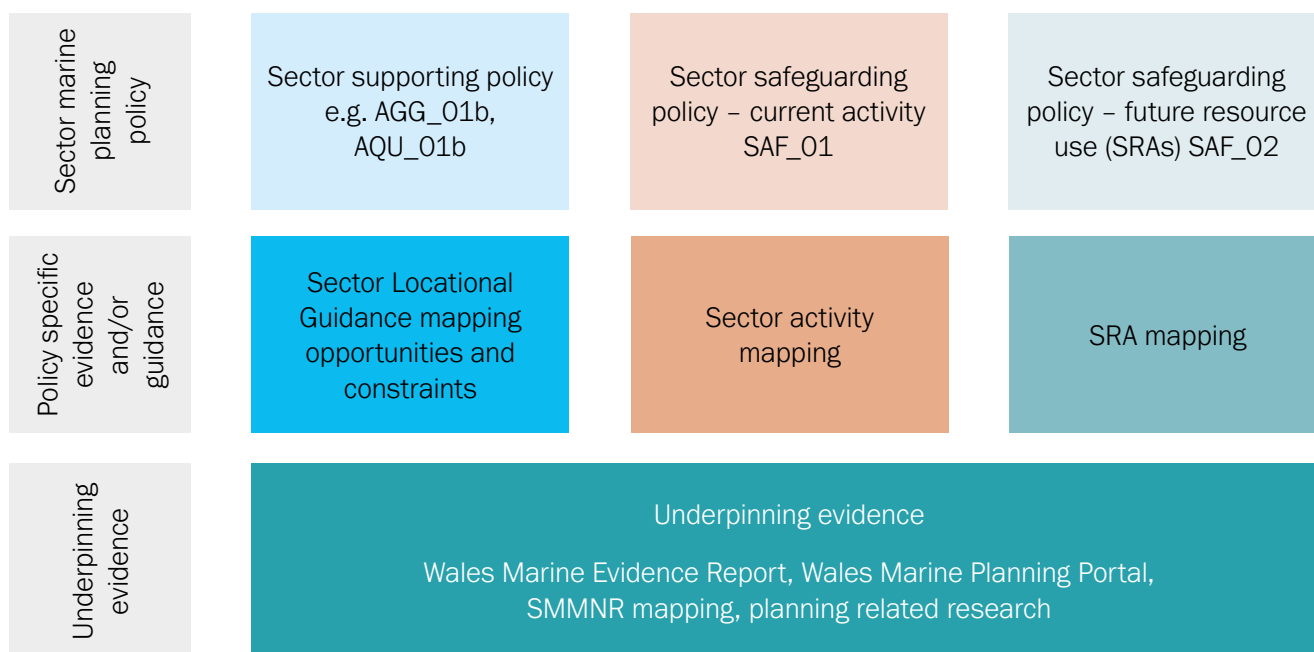 Sector marine
planning
policy
Sector supporting policy
e.g. AGG_01b,
AQU_01b
Sector safeguarding
policy – current activity
SAF_01
Sector safeguarding
policy – future resource
use (SRAs) SAF_02
Policy specific
evidence
and/or
guidance
Sector Locational
Guidance mapping
opportunities and
constraints
Sector activity
mapping
SRA mapping
Underpinning
evidence
Underpinning evidence
Wales Marine Evidence Report, Wales Marine Planning Portal,
SMMNR mapping, planning related research